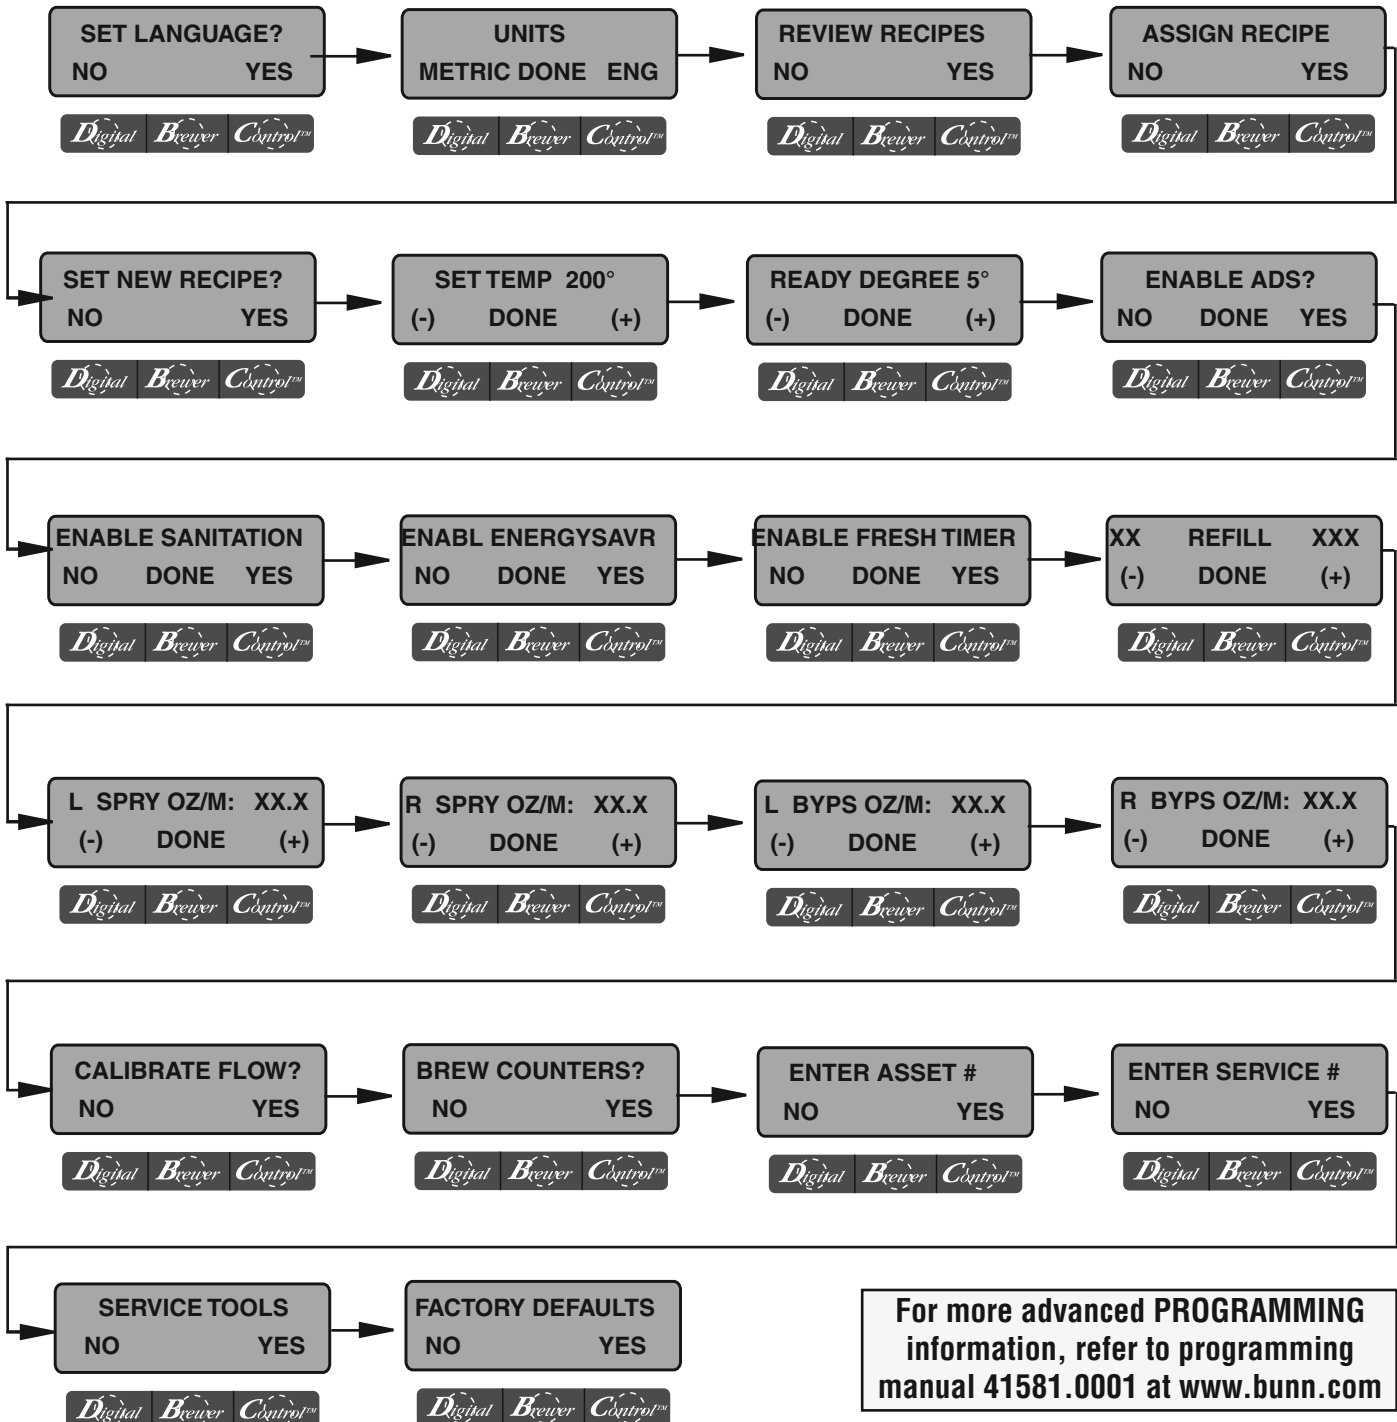 SET LANGUAGE?
NO YES
Digital Brewer Control™
UNITS
METRIC DONE ENG
Digital Brewer Control™
REVIEW RECIPES
NO YES
Digital Brewer Control™
ASSIGN RECIPE
NO YES
Digital Brewer Control™
SET NEW RECIPE?
NO YES
Digital Brewer Control™
SET TEMP 200°
(-) DONE (+)
Digital Brewer Control™
READY DEGREE 5°
(-) DONE (+)
Digital Brewer Control™
ENABLE ADS?
NO DONE YES
Digital Brewer Control™
ENABLE SANITATION
NO DONE YES
Digital Brewer Control™
ENABL ENERGYSAVR
NO DONE YES
Digital Brewer Control™
ENABLE FRESH TIMER
NO DONE YES
Digital Brewer Control™
XX REFILL XXX
(-) DONE (+)
Digital Brewer Control™
L SPRY OZ/M: XX.X
(-) DONE (+)
Digital Brewer Control™
R SPRY OZ/M: XX.X
(-) DONE (+)
Digital Brewer Control™
L BYPS OZ/M: XX.X
(-) DONE (+)
Digital Brewer Control™
R BYPS OZ/M: XX.X
(-) DONE (+)
Digital Brewer Control™
CALIBRATE FLOW?
NO YES
Digital Brewer Control™
BREW COUNTERS?
NO YES
Digital Brewer Control™
ENTER ASSET #
NO YES
Digital Brewer Control™
ENTER SERVICE #
NO YES
Digital Brewer Control™
SERVICE TOOLS
NO YES
Digital Brewer Control™
FACTORY DEFAULTS
NO YES
Digital Brewer Control™
For more advanced PROGRAMMING
information, refer to programming
manual 41581.0001 at www.bunn.com